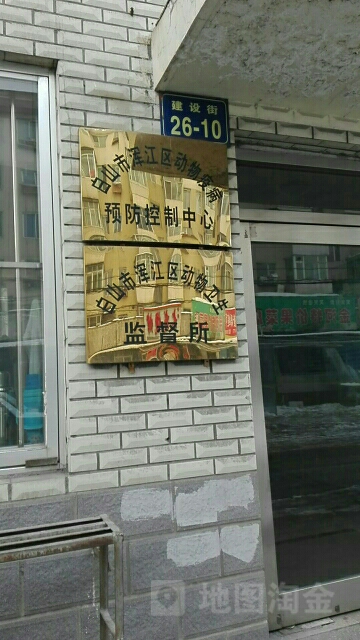 建设街
26-10
白山市浑江区动物疫病
预防控制中心
白山市浑江区动物卫生
监督所
地图淘金